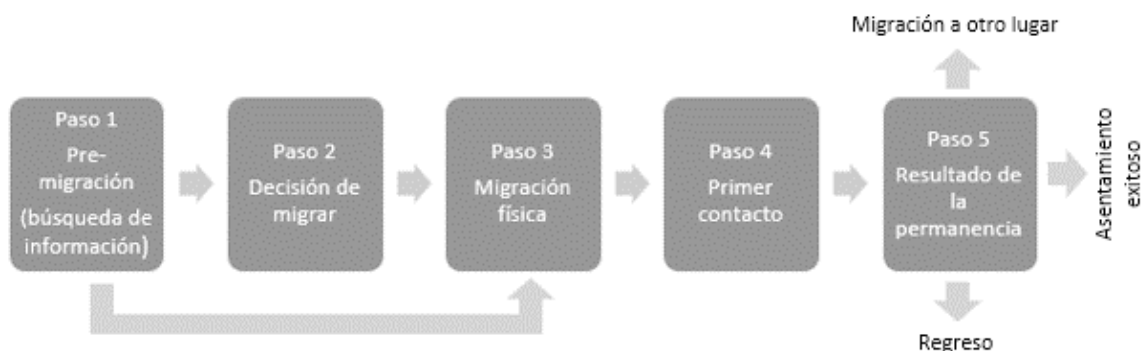 Migración a otro lugar
Paso 1
Pre-
migración
(búsqueda de
información)
Paso 2
Decisión de
migrar
Paso 3
Migración
física
Paso 4
Primer
contacto
Paso 5
Resultado de
la
permanencia
Asentamiento
exitoso
Regreso